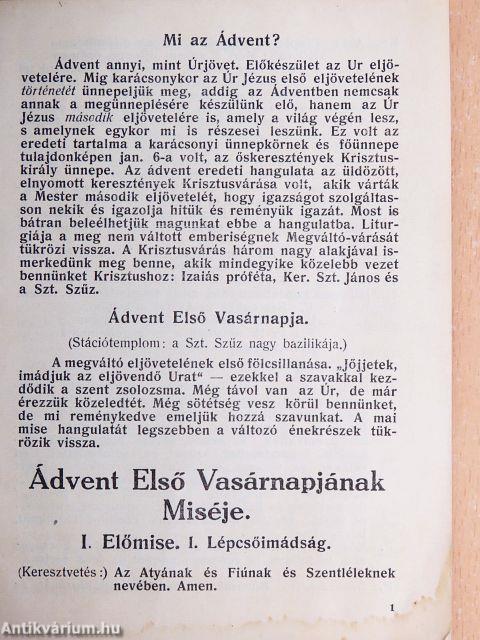 Mi az Ádvent?
Ádvent annyi, mint Úrjövet. Előkészület az Ur eljö-
vetelére. Mig karácsonykor az Úr Jézus első eljövetelének
történetét ünnepeljük meg, addig az Ádventben nemcsak
annak a megünneplésére készülünk elő, hanem az Úr
Jézus második eljövetelére is, amely a világ végén lesz,
s amelynek egykor mi is részesei leszünk. Ez volt az
eredeti tartalma a karácsonyi ünnepkörnek és főünnepe
tulajdonképen jan. 6-a volt, az őskeresztények Krisztus-
király ünnepe. Az ádvent eredeti hangulata az üldözött,
elnyomott keresztények Krisztusvárása volt, akik várták
a Mester második eljövetelét, hogy igazságot szolgáltas-
son nekik és igazolja hitük és reményük igazát. Most is
bátran beleélhetjük magunkat ebbe a hangulatba. Litur-
giája a meg nem váltott emberiségnek Megváltó-várását
tükrözi vissza. A Krisztusvárás három nagy alakjával is-
merkedünk meg benne, akik mindegyike közelebb vezet
bennünket Krisztushoz: Izaiás próféta, Ker. Szt. János és
a Szt. Szűz.
Ádvent Első Vasárnapja.
(Stációtemplom: a Szt. Szűz nagy bazilikája.)
A megváltó eljövetelének első fölcsillanása. „Jőjjetek,
imádjuk az eljövendő Urat“ — ezekkel a szavakkal kez-
dődik a szent zsolozsma. Még távol van az Úr, de már
érezzük közeledtét. Még sötétség vesz körül bennünket,
de mi reménykedve emeljük hozzá szavunkat. A mai
mise hangulatát legszebben a változó énekrészek tük-
rözik vissza.
Ádvent Első Vasárnapjának
Miséje.
I. Előmise. 1. Lépcsőimádság.
(Keresztvetés:) Az Atyának és Fiúnak és Szentléleknek
nevében. Amen.
1
Antikvárium.hu